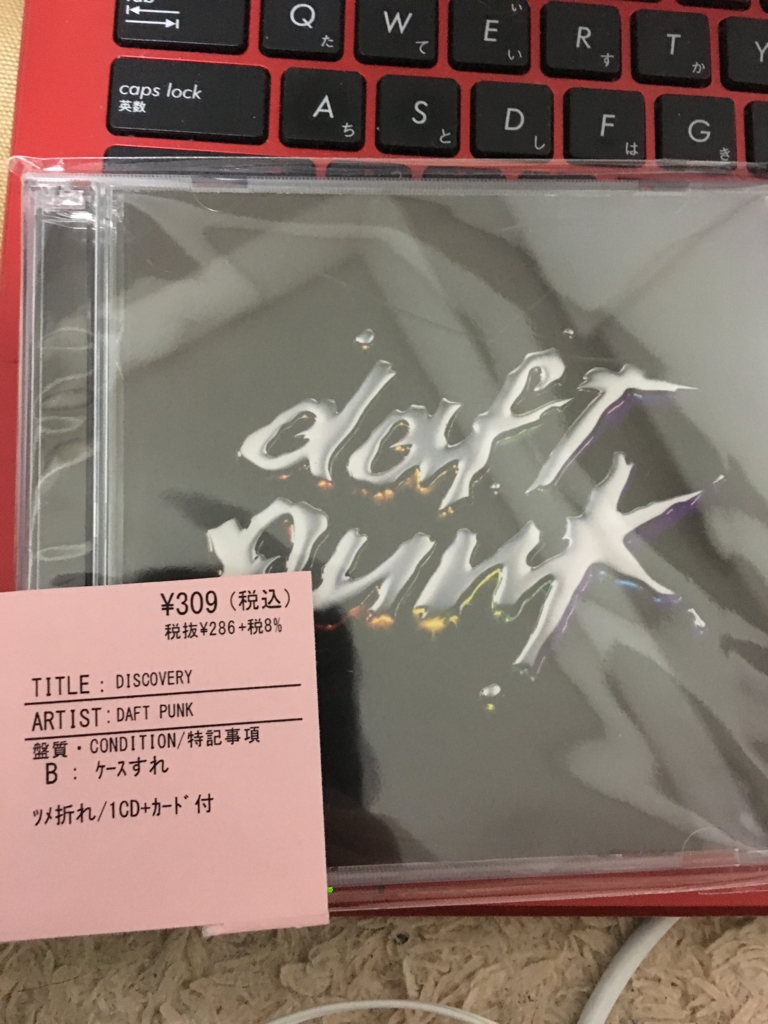 Q た W て E い い R す T か Y
caps lock
英数
A ち S と D し F は G き
daft
punk
¥309 (税込)
税抜¥286+税8%
TITLE : DISCOVERY
ARTIST: DAFT PUNK
盤質・CONDITION/特記事項
B : ケースすれ
ツメ折れ/1CD+カード付